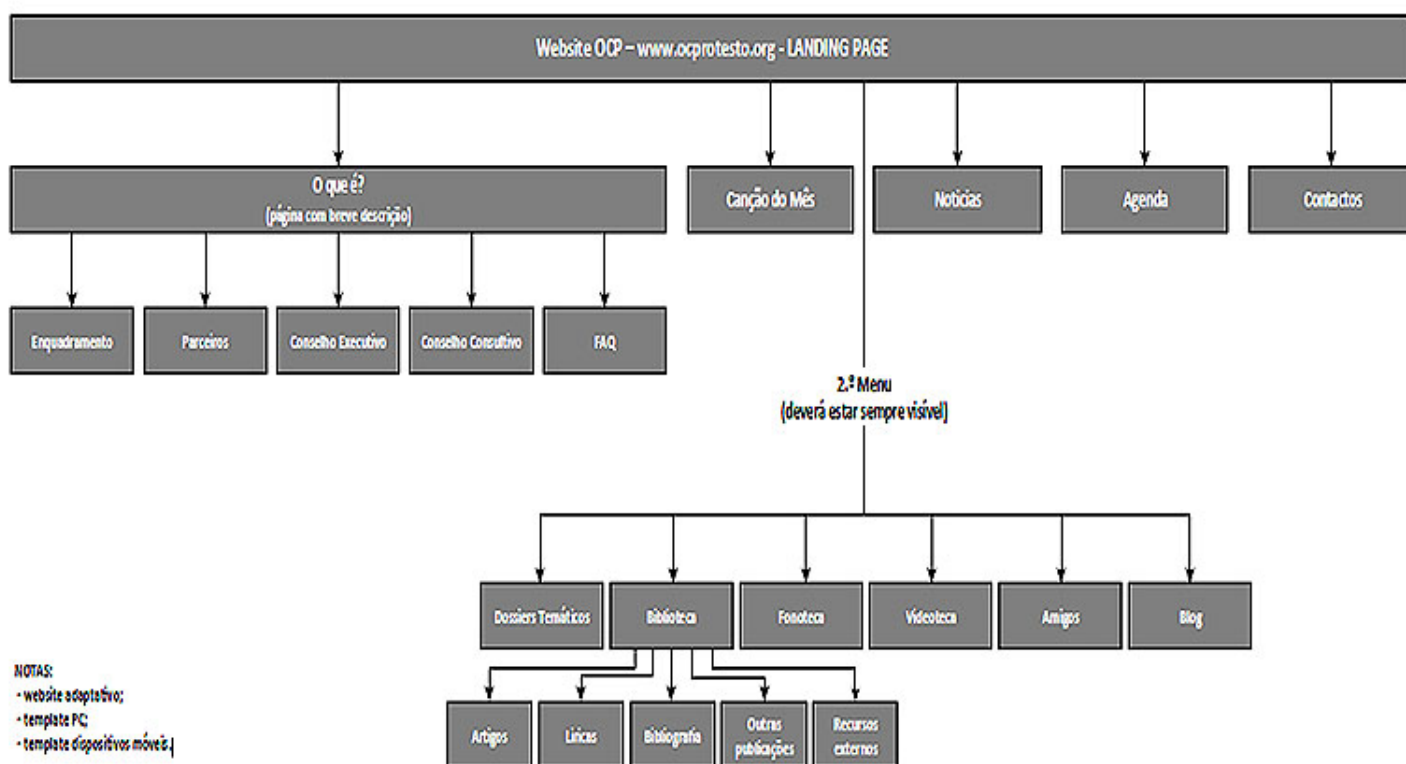 Website OCP – www.ocprotesto.org - LANDING PAGE
O que é?
(página com breve descrição)
Canção do Mês
Noticias
Agenda
Contactos
Enquadramento
Parceiros
Conselho Executivo
Conselho Consultivo
FAQ
2.º Menu
(deverá estar sempre visível)
Dossiers Temáticos
Biblioteca
Fonoteca
Videoteca
Amigos
Blog
NOTAS:
- website adaptativo;
- template PC;
- template dispositivos móveis.
Artigos
Líricas
Bibliografia
Outras
publicações
Recursos
externos